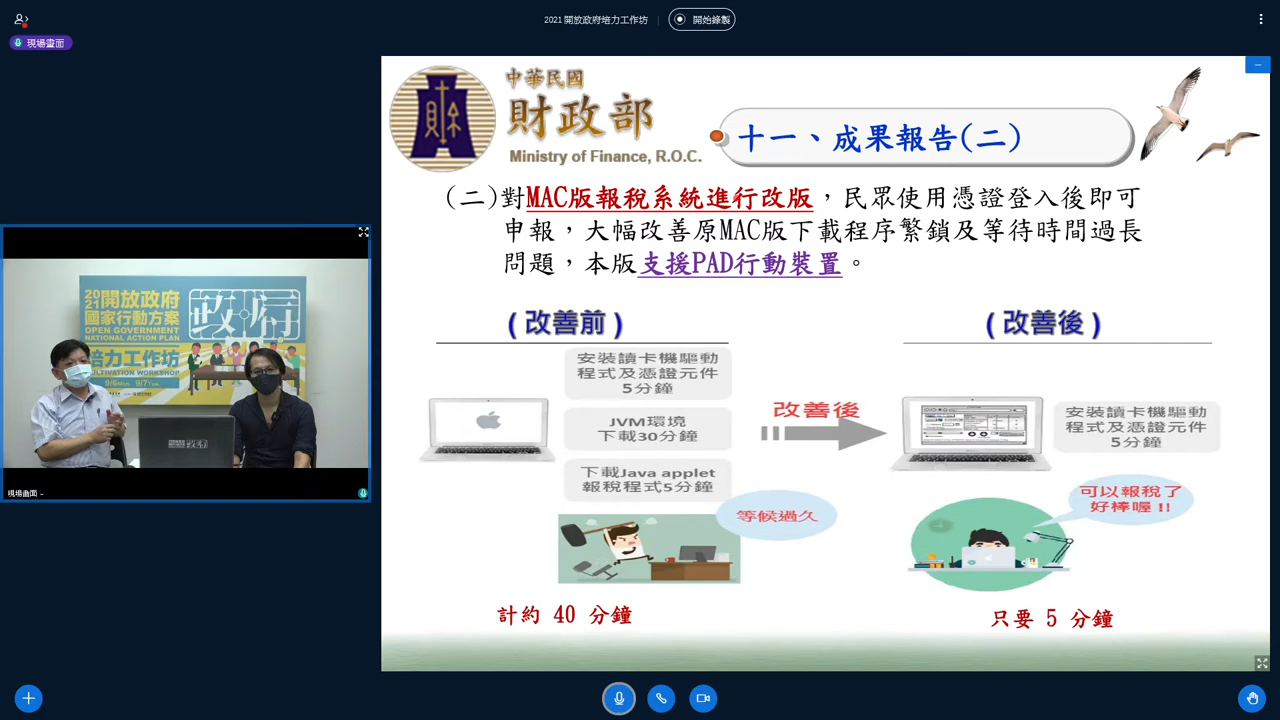 2021 開放政府培力工作坊
開始錄製
現場畫面
中華民國
財政部
Ministry of Finance, R.O.C.
十一、成果報告(二)
(二)對MAC版報稅系統進行改版，民眾使用憑證登入後即可
申報，大幅改善原MAC版下載程序繁鎖及等待時間過長
問題，本版支援PAD行動裝置。
(改善前)
安裝讀卡機驅動
程式及憑證元件
5分鐘
JVM環境
下載30分鐘
下載Java applet
報稅程式5分鐘
等候過久
計約 40 分鐘
改善後
(改善後)
安裝讀卡機驅動
程式及憑證元件
5分鐘
可以報稅了
好棒喔!!
只要 5 分鐘
2021開放政府
國家行動方案
OPEN GOVERNMENT
NATIONAL ACTION PLAN
培力工作坊
CULTIVATION WORKSHOP
現場畫面